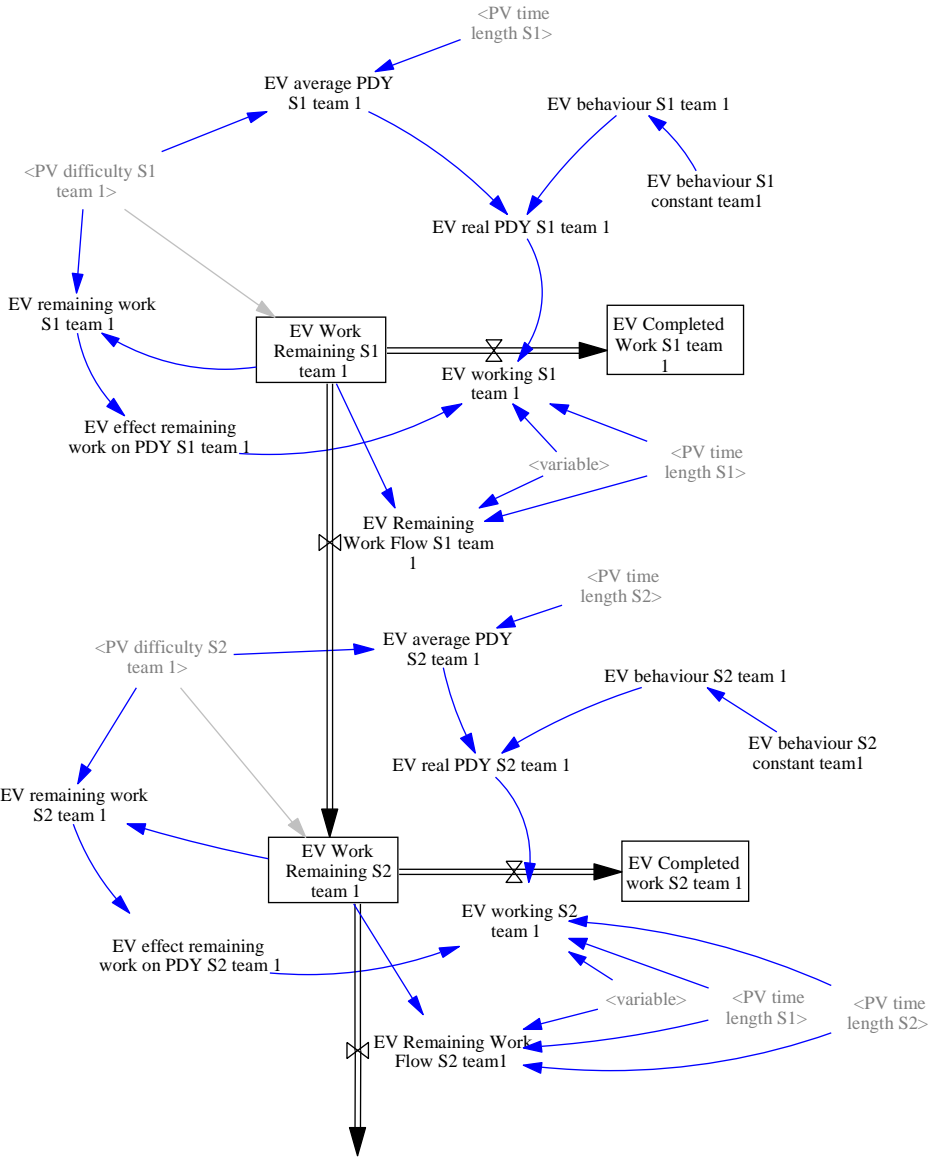 <PV time
length S1>
EV average PDY
S1 team 1
EV behaviour S1 team 1
<PV difficulty S1
team 1>
EV behaviour S1
constant team1
EV real PDY S1 team 1
EV remaining work
S1 team 1
EV Work
Remaining S1
team 1
EV Completed
Work S1 team
1
EV working S1
team 1
EV effect remaining
work on PDY S1 team 1
<variable>
<PV time
length S1>
EV Remaining
Work Flow S1 team
1
<PV time
length S2>
<PV difficulty S2
team 1>
EV average PDY
S2 team 1
EV behaviour S2 team 1
EV behaviour S2
constant team1
EV real PDY S2 team 1
EV remaining work
S2 team 1
EV Work
Remaining S2
team 1
EV Completed
work S2 team 1
EV working S2
team 1
EV effect remaining
work on PDY S2 team 1
<variable>
<PV time
length S1>
<PV time
length S2>
EV Remaining Work
Flow S2 team1